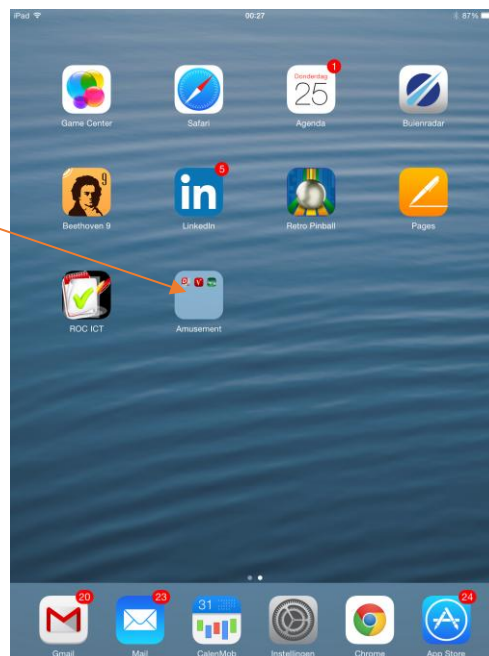 iPad 00:27 87%
1
Donderdag
25
Game Center Safari Agenda Buienradar
9 5
in
Beethoven 9 LinkedIn Retro Pinball Pages
ROC ICT Amusement
20 23 31 24
Gmail Mail CalenMob Instellingen Chrome App Store